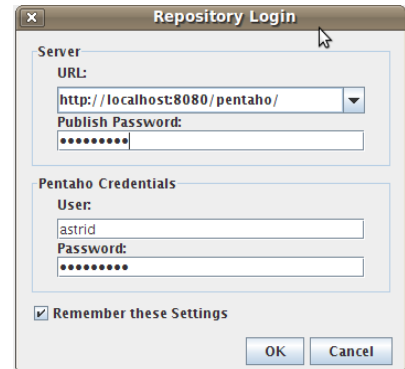 Repository Login
Server
URL:
http://localhost:8080/pentaho/
Publish Password:
•••••••••
Pentaho Credentials
User:
astrid
Password:
•••••••••
Remember these Settings
OK Cancel